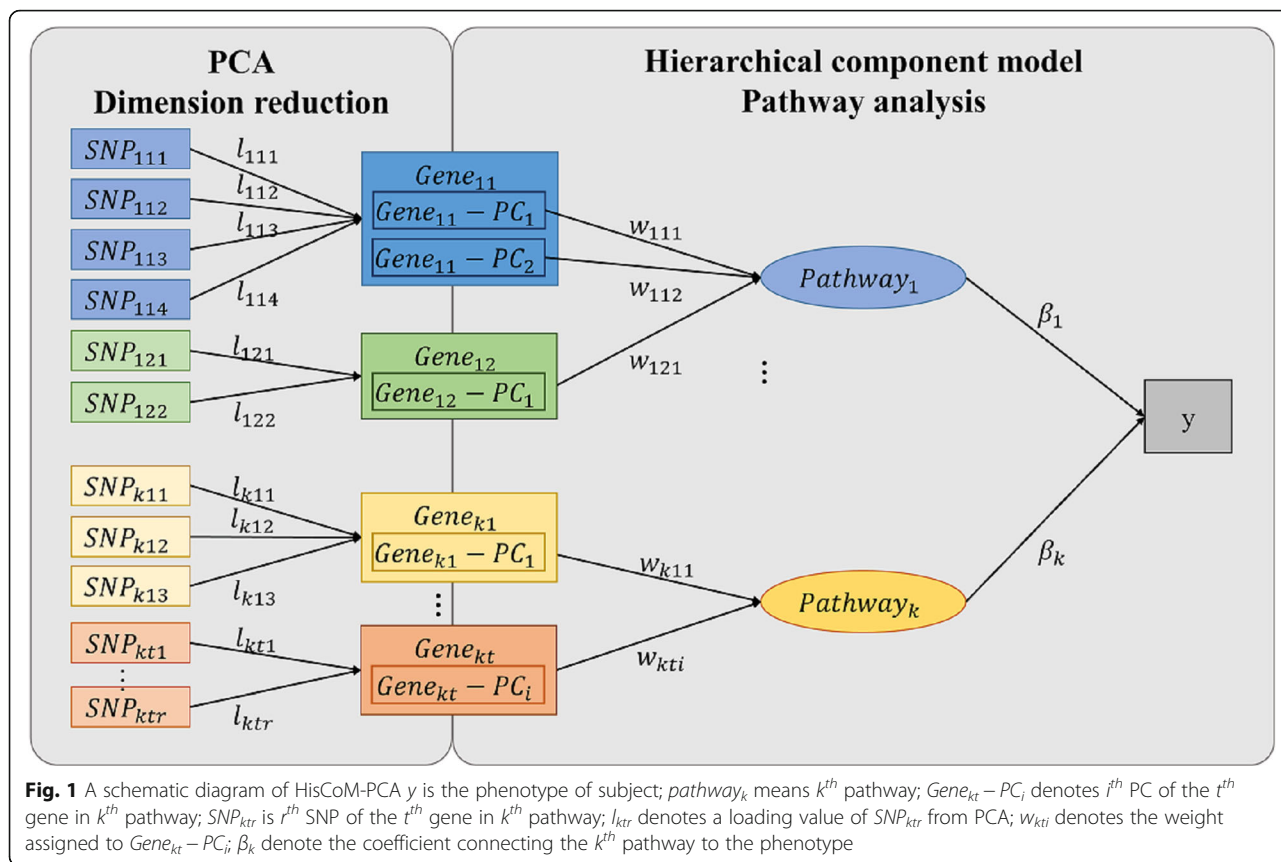 PCA
Dimension reduction
Hierarchical component model
Pathway analysis
SNP₁₁₁
SNP₁₁₂
SNP₁₁₃
SNP₁₁₄
SNP₁₂₁
SNP₁₂₂
SNPₖ₁₁
SNPₖ₁₂
SNPₖ₁₃
SNPₖₜ₁
⋮
SNPₖₜᵣ
l₁₁₁
l₁₁₂
l₁₁₃
l₁₁₄
l₁₂₁
l₁₂₂
lₖ₁₁
lₖ₁₂
lₖ₁₃
lₖₜ₁
lₖₜᵣ
Gene₁₁
Gene₁₁ − PC₁
Gene₁₁ − PC₂
Gene₁₂
Gene₁₂ − PC₁
Geneₖ₁
Geneₖ₁ − PC₁
⋮
Geneₖₜ
Geneₖₜ − PCᵢ
w₁₁₁
w₁₁₂
w₁₂₁
wₖ₁₁
wₖₜᵢ
Pathway₁
⋮
Pathwayₖ
β₁
βₖ
y
Fig. 1 A schematic diagram of HisCoM-PCA y is the phenotype of subject; pathwayₖ means kᵗʰ pathway; Geneₖₜ − PCᵢ denotes iᵗʰ PC of the tᵗʰ
gene in kᵗʰ pathway; SNPₖₜᵣ is rᵗʰ SNP of the tᵗʰ gene in kᵗʰ pathway; lₖₜᵣ denotes a loading value of SNPₖₜᵣ from PCA; wₖₜᵢ denotes the weight
assigned to Geneₖₜ − PCᵢ; βₖ denote the coefficient connecting the kᵗʰ pathway to the phenotype